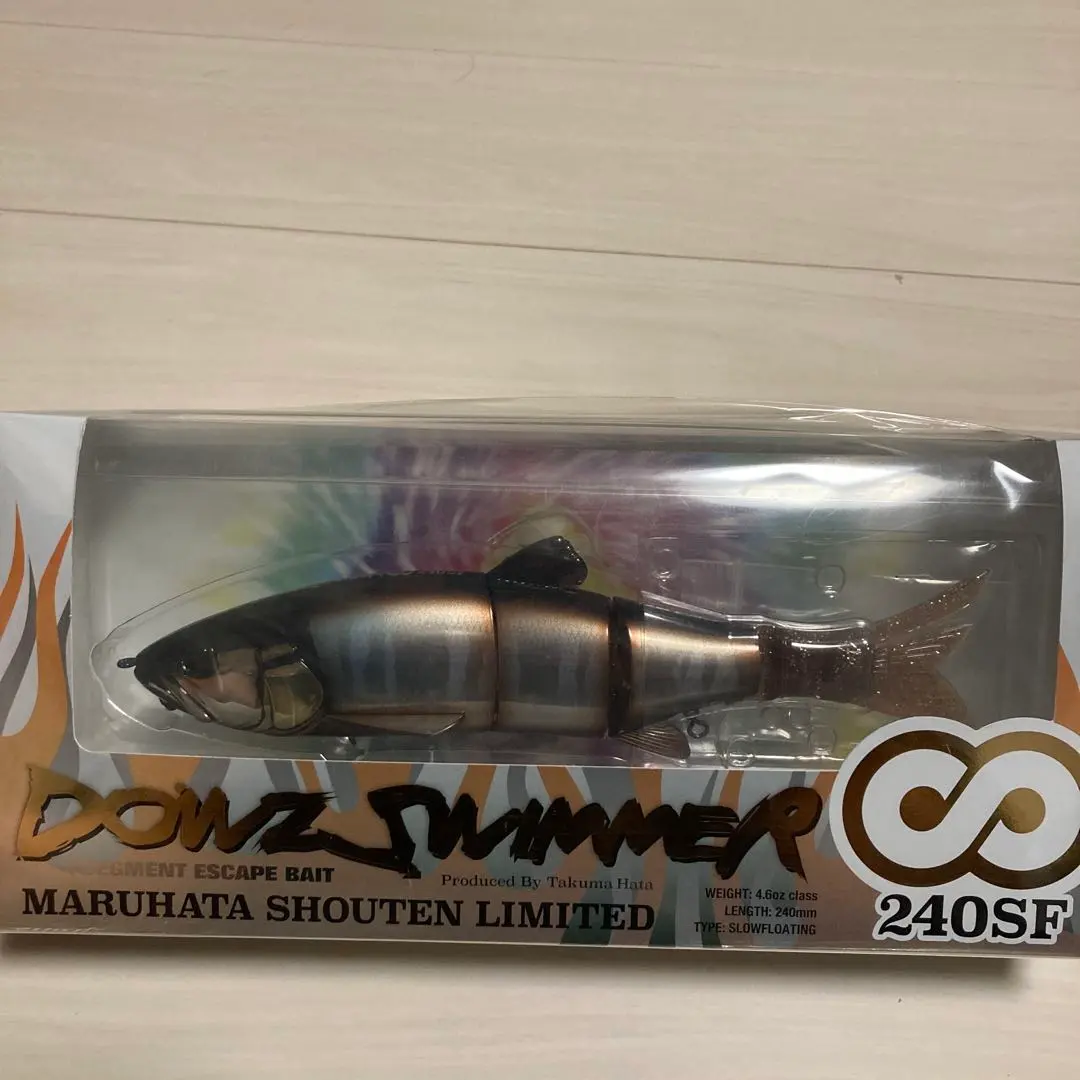 DOWZ SWIMMER
SEGMENT ESCAPE BAIT
Produced By Takuma Hata
MARUHATA SHOUTEN LIMITED
WEIGHT: 4.6oz class
LENGTH: 240mm
TYPE: SLOWFLOATING
240SF